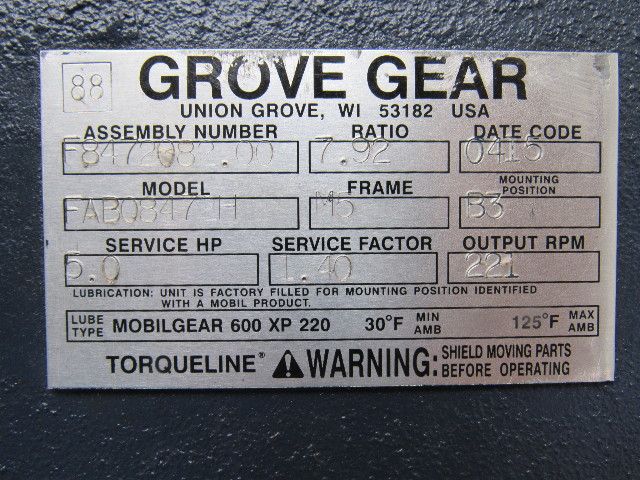 88
GROVE GEAR
UNION GROVE, WI 53182 USA
ASSEMBLY NUMBER RATIO DATE CODE
7.92 0415
MODEL FRAME MOUNTING POSITION
M5 B3
SERVICE HP SERVICE FACTOR OUTPUT RPM
5.0 1.40 221
LUBRICATION: UNIT IS FACTORY FILLED FOR MOUNTING POSITION IDENTIFIED
WITH A MOBIL PRODUCT.
LUBE TYPE MOBILGEAR 600 XP 220 30°F MIN AMB 125°F MAX AMB
TORQUELINE® WARNING: SHIELD MOVING PARTS
BEFORE OPERATING